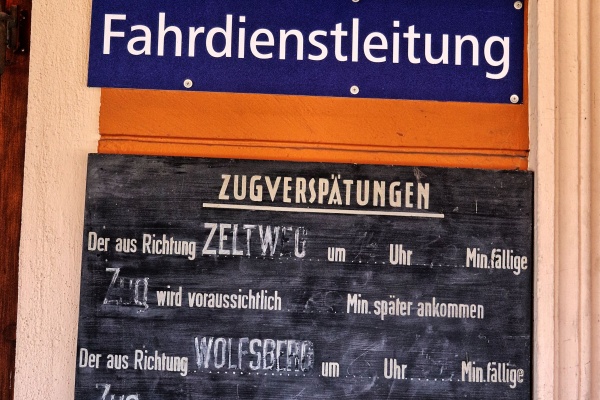 Fahrdienstleitung
ZUGVERSPÄTUNGEN
Der aus Richtung ZELTWEG um Uhr Min.fällige
Zug wird voraussichtlich Min. später ankommen
Der aus Richtung WOLFSBERG um Uhr Min.fällige
Zug